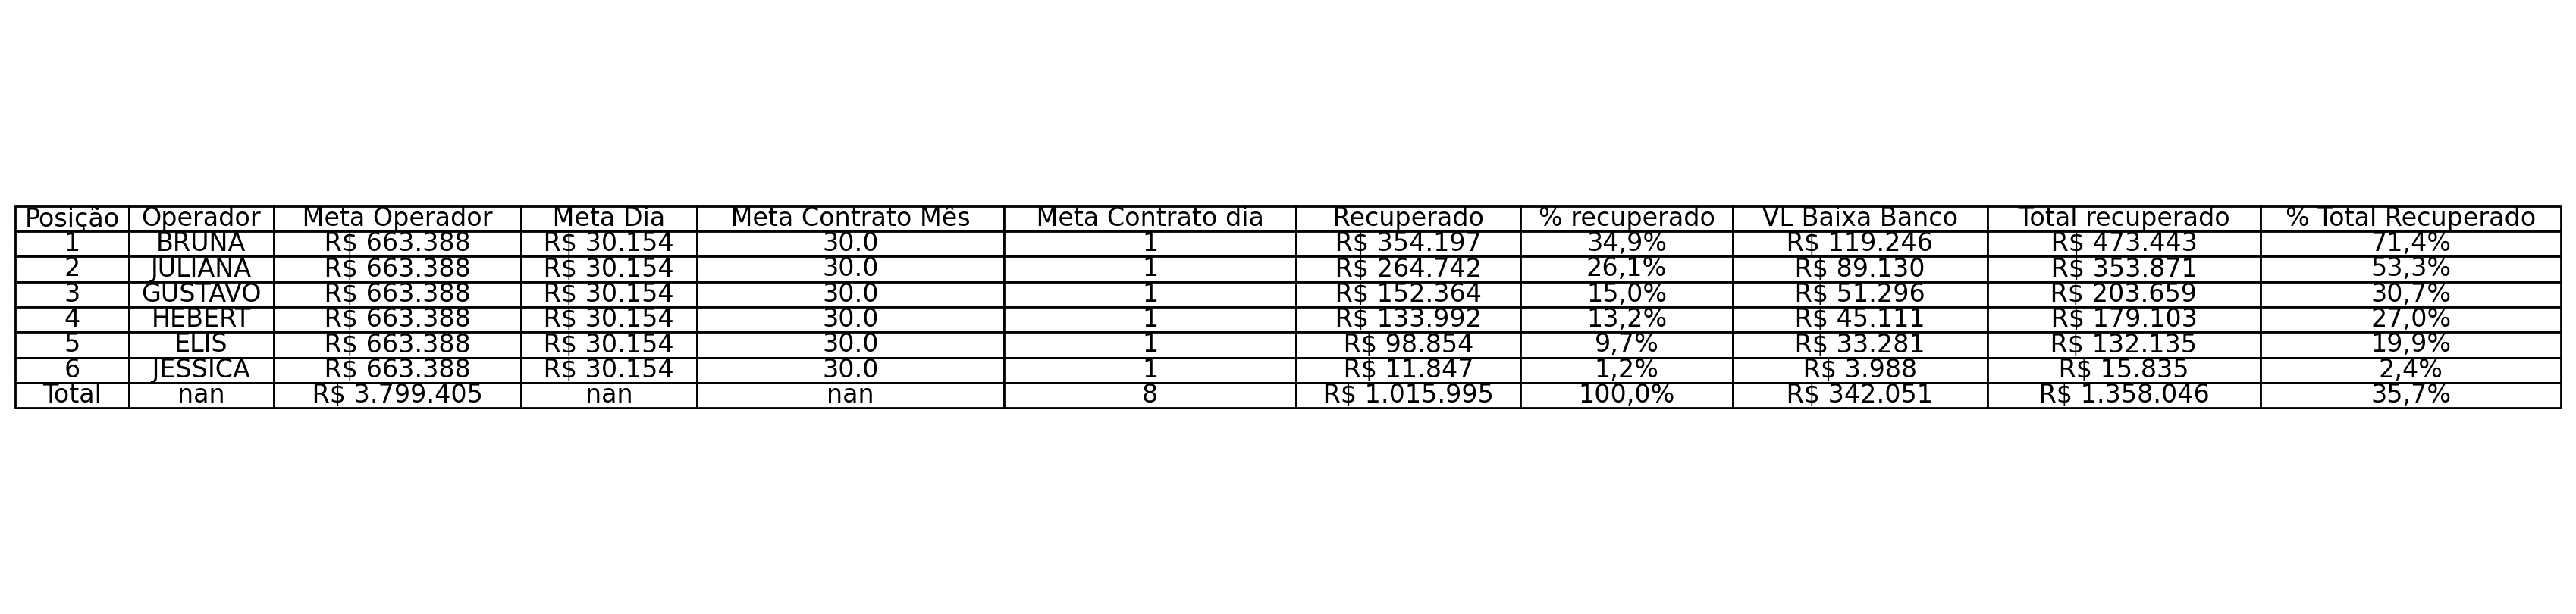 Posição Operador Meta Operador Meta Dia Meta Contrato Mês Meta Contrato dia Recuperado % recuperado VL Baixa Banco Total recuperado % Total Recuperado
1 BRUNA R$ 663.388 R$ 30.154 30.0 1 R$ 354.197 34,9% R$ 119.246 R$ 473.443 71,4%
2 JULIANA R$ 663.388 R$ 30.154 30.0 1 R$ 264.742 26,1% R$ 89.130 R$ 353.871 53,3%
3 GUSTAVO R$ 663.388 R$ 30.154 30.0 1 R$ 152.364 15,0% R$ 51.296 R$ 203.659 30,7%
4 HEBERT R$ 663.388 R$ 30.154 30.0 1 R$ 133.992 13,2% R$ 45.111 R$ 179.103 27,0%
5 ELIS R$ 663.388 R$ 30.154 30.0 1 R$ 98.854 9,7% R$ 33.281 R$ 132.135 19,9%
6 JESSICA R$ 663.388 R$ 30.154 30.0 1 R$ 11.847 1,2% R$ 3.988 R$ 15.835 2,4%
Total nan R$ 3.799.405 nan nan 8 R$ 1.015.995 100,0% R$ 342.051 R$ 1.358.046 35,7%